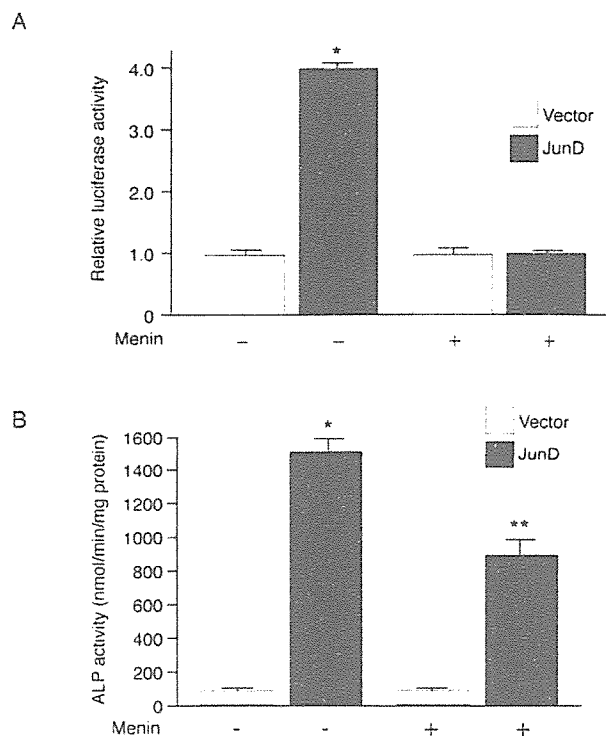 A
Relative luciferase activity
4.0
3.0
2.0
1.0
0
*
Vector
JunD
Menin – – + +
B
ALP activity (nmol/min/mg protein)
1600
1400
1200
1000
800
600
400
200
0
*
**
Vector
JunD
Menin - - + +